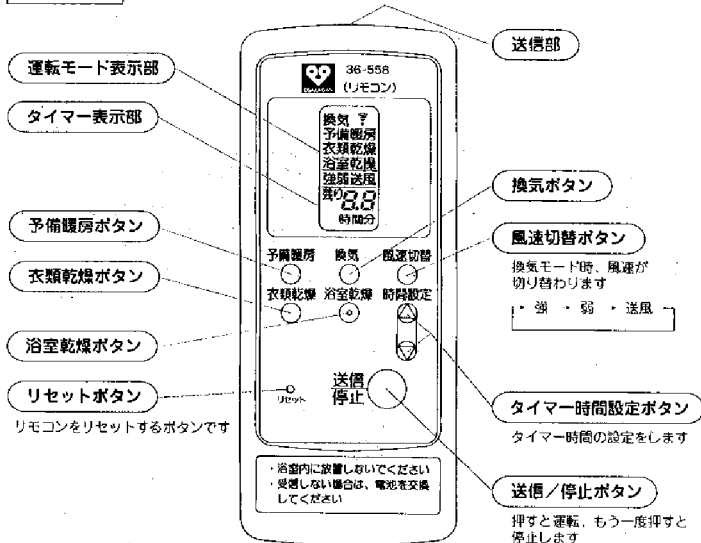 送信部
運転モード表示部
タイマー表示部
36-558
(リモコン)
換気
予備暖房
衣類乾燥
浴室乾燥
強弱送風
残り8.8
時間分
換気ボタン
予備暖房ボタン
風速切替ボタン
換気モード時、風速が
切り替わります
強 弱 送風
衣類乾燥ボタン
予備暖房 換気 風速切替
衣類乾燥 浴室乾燥 時間設定
浴室乾燥ボタン
リセットボタン
リモコンをリセットするボタンです
リセット
送信
停止
タイマー時間設定ボタン
タイマー時間の設定をします
・浴室内に放置しないでください
・受信しない場合は、電池を交換
してください
送信/停止ボタン
押すと運転、もう一度押すと
停止します